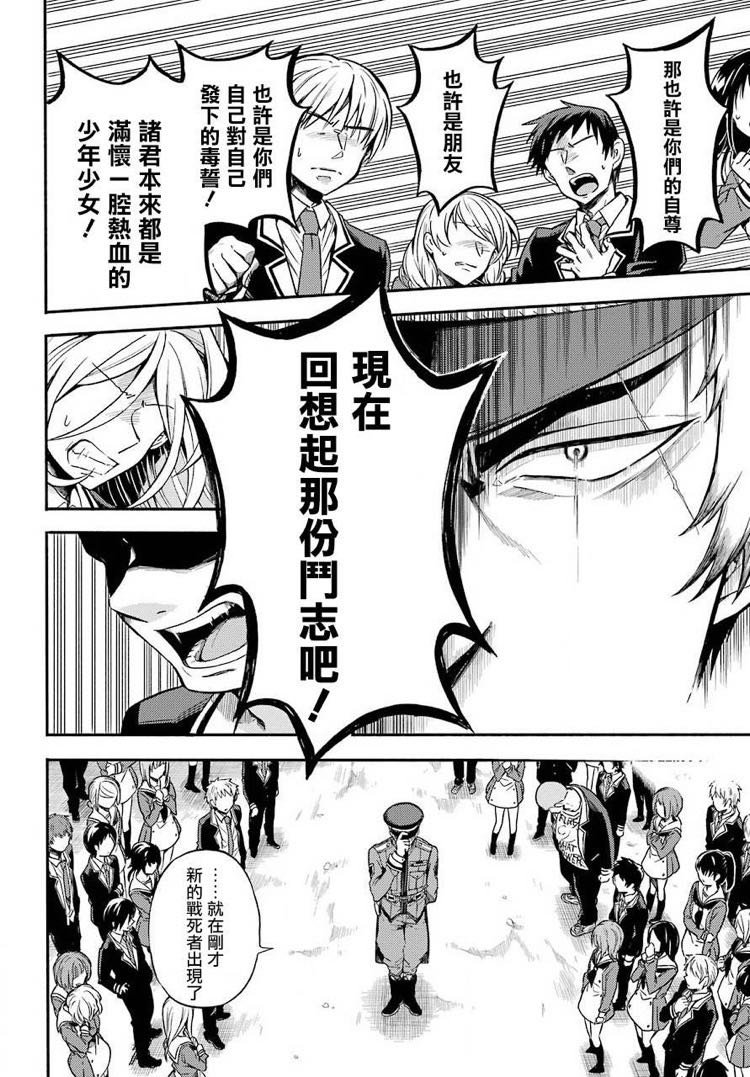 那也許是你們的自尊
也許是朋友
也許是你們
自己對自己
發下的毒誓！
諸君本來都是
滿懷一腔熱血的
少年少女！
現在
回想起那份鬥志吧！
……就在剛才
新的戰死者出現了